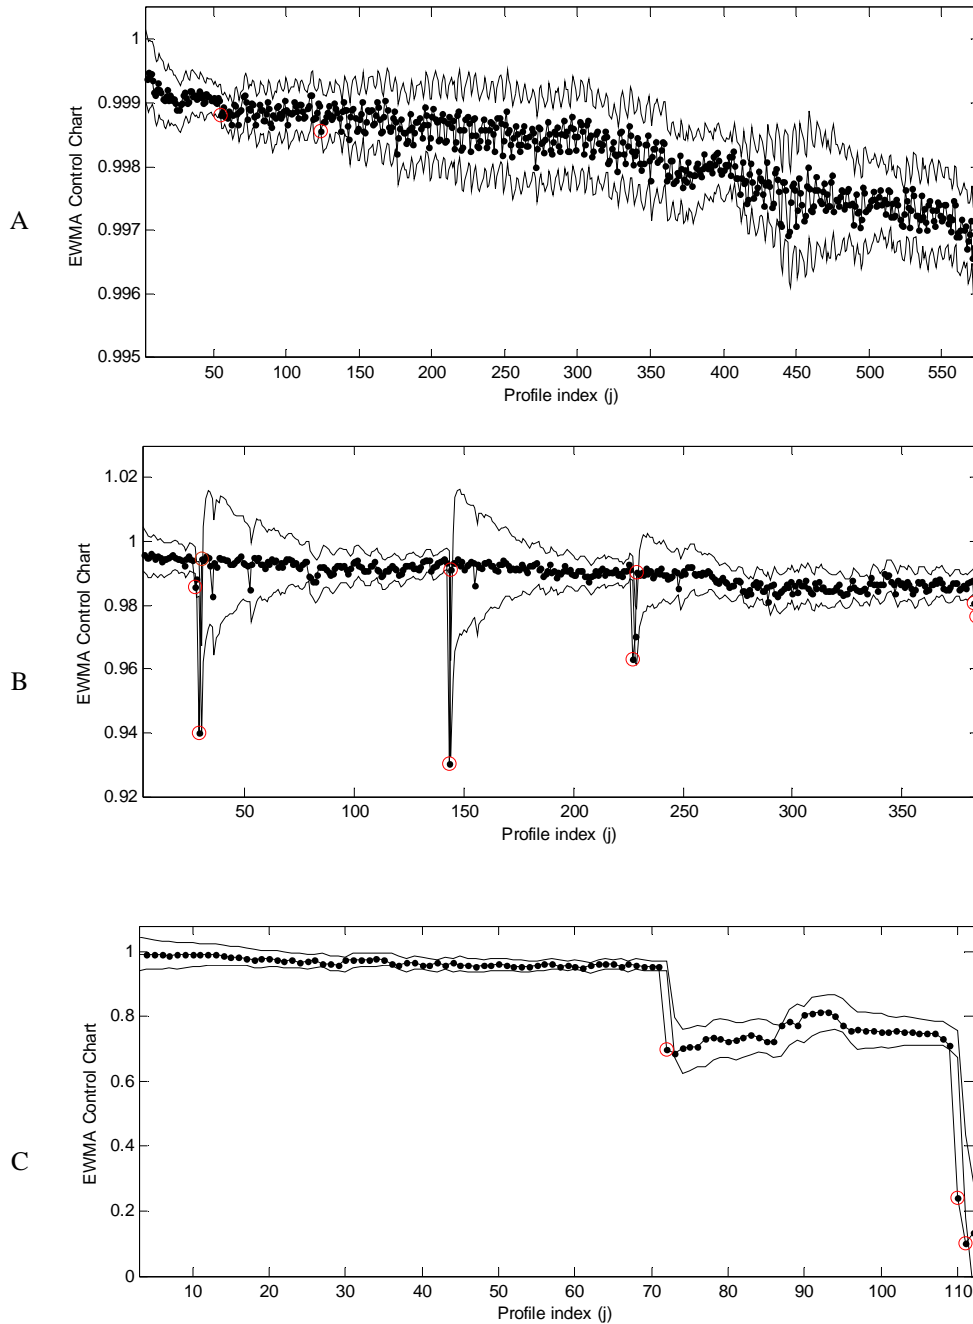 A
EWMA Control Chart
1
0.999
0.998
0.997
0.996
0.995
50 100 150 200 250 300 350 400 450 500 550
Profile index (j)
B
EWMA Control Chart
1.02
1
0.98
0.96
0.94
0.92
50 100 150 200 250 300 350
Profile index (j)
C
EWMA Control Chart
1
0.8
0.6
0.4
0.2
0
10 20 30 40 50 60 70 80 90 100 110
Profile index (j)